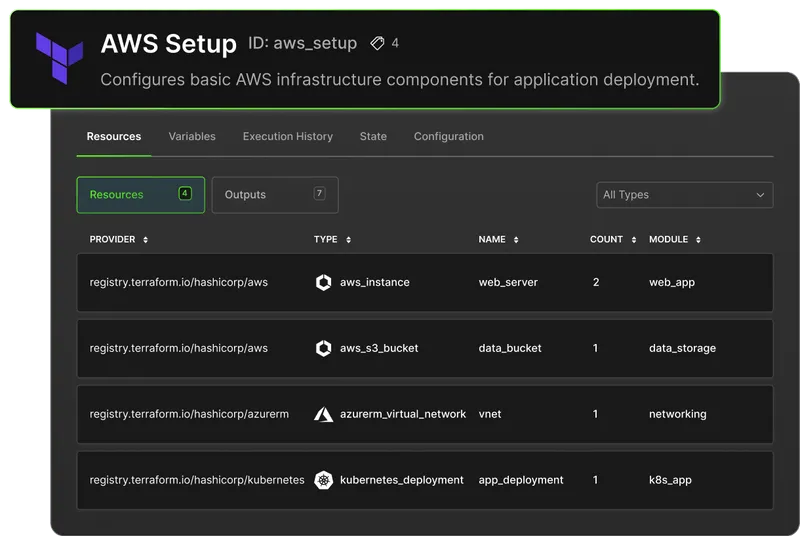 AWS Setup ID: aws_setup 4
Configures basic AWS infrastructure components for application deployment.
Resources Variables Execution History State Configuration
Resources 4 Outputs 7 All Types
PROVIDER TYPE NAME COUNT MODULE
registry.terraform.io/hashicorp/aws aws_instance web_server 2 web_app
registry.terraform.io/hashicorp/aws aws_s3_bucket data_bucket 1 data_storage
registry.terraform.io/hashicorp/azurerm azurerm_virtual_network vnet 1 networking
registry.terraform.io/hashicorp/kubernetes kubernetes_deployment app_deployment 1 k8s_app